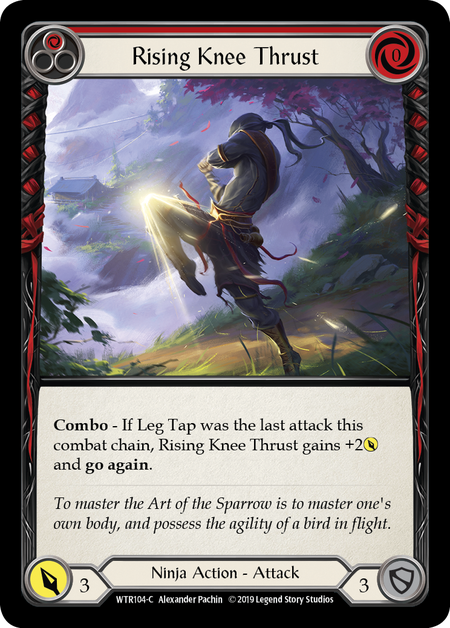 Rising Knee Thrust
0
Combo - If Leg Tap was the last attack this
combat chain, Rising Knee Thrust gains +2
and go again.
To master the Art of the Sparrow is to master one's
own body, and possess the agility of a bird in flight.
3
Ninja Action - Attack
3
WTR104-C Alexander Pachin © 2019 Legend Story Studios